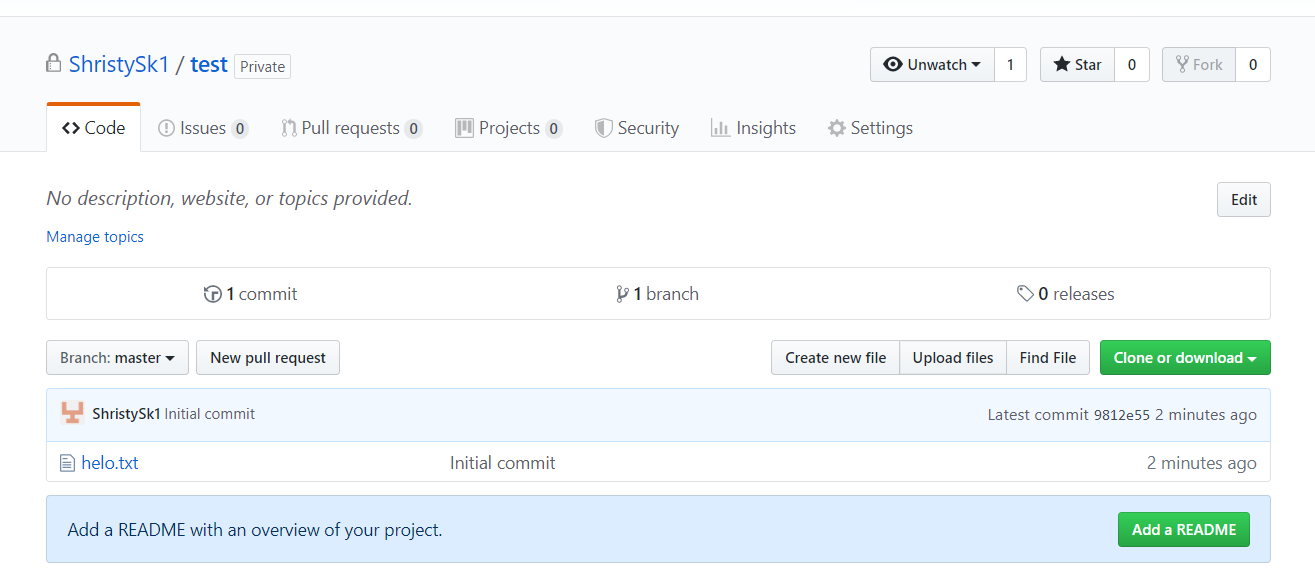 ShristySk1 / test Private Unwatch 1 Star 0 Fork 0
Code Issues 0 Pull requests 0 Projects 0 Security Insights Settings
No description, website, or topics provided. Edit
Manage topics
1 commit 1 branch 0 releases
Branch: master New pull request Create new file Upload files Find File Clone or download
ShristySk1 Initial commit Latest commit 9812e55 2 minutes ago
helo.txt Initial commit 2 minutes ago
Add a README with an overview of your project. Add a README